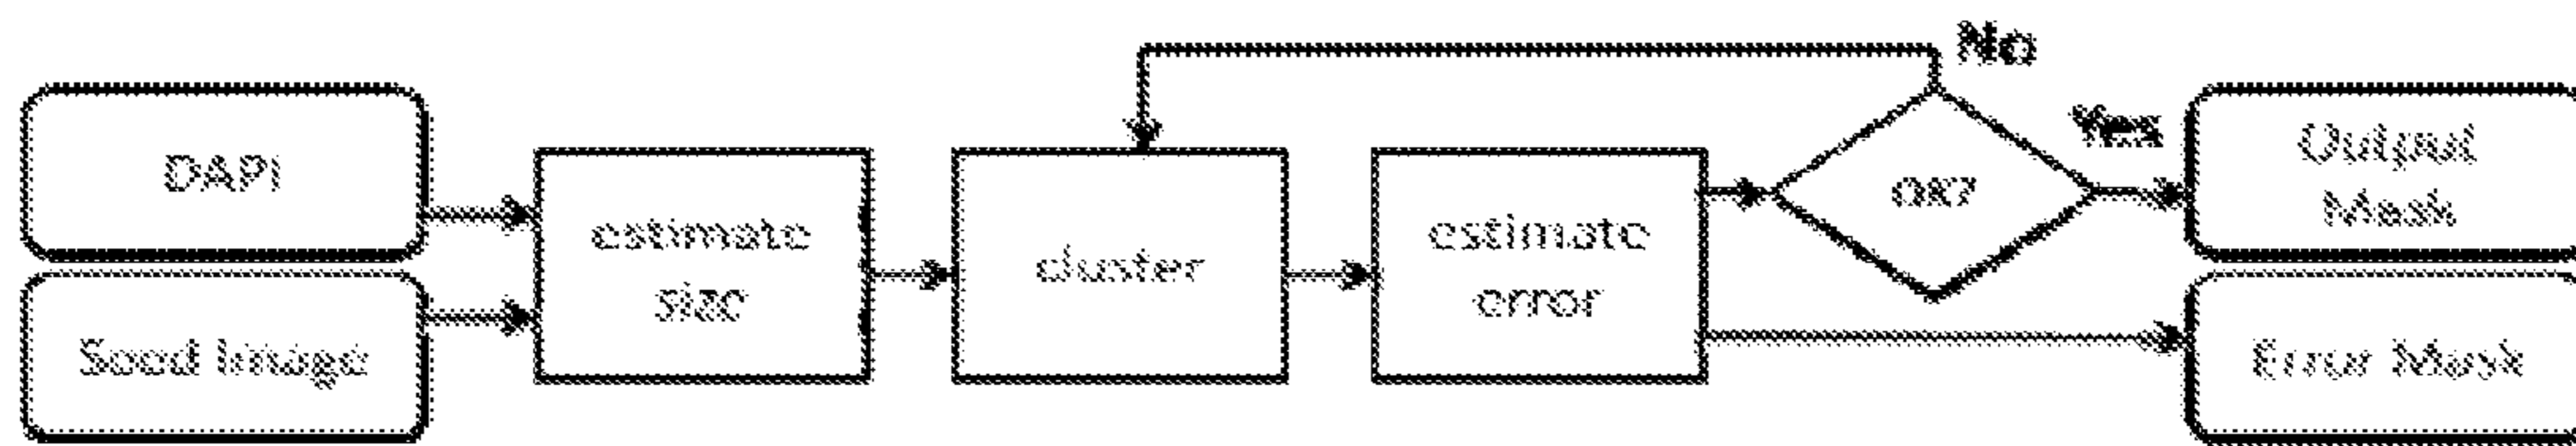 No
Yes
DAPI
Seed Image
estimate
size
cluster
estimate
error
OK?
Output
Mask
Error Mask